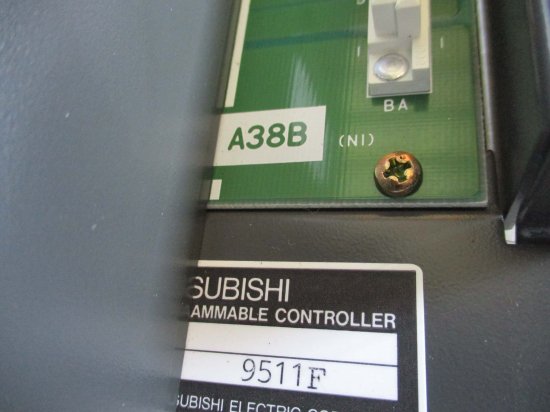 BA
A38B (NI)
SUBISHI
AMMABLE CONTROLLER
9511F
SUBISHI ELECTRIC